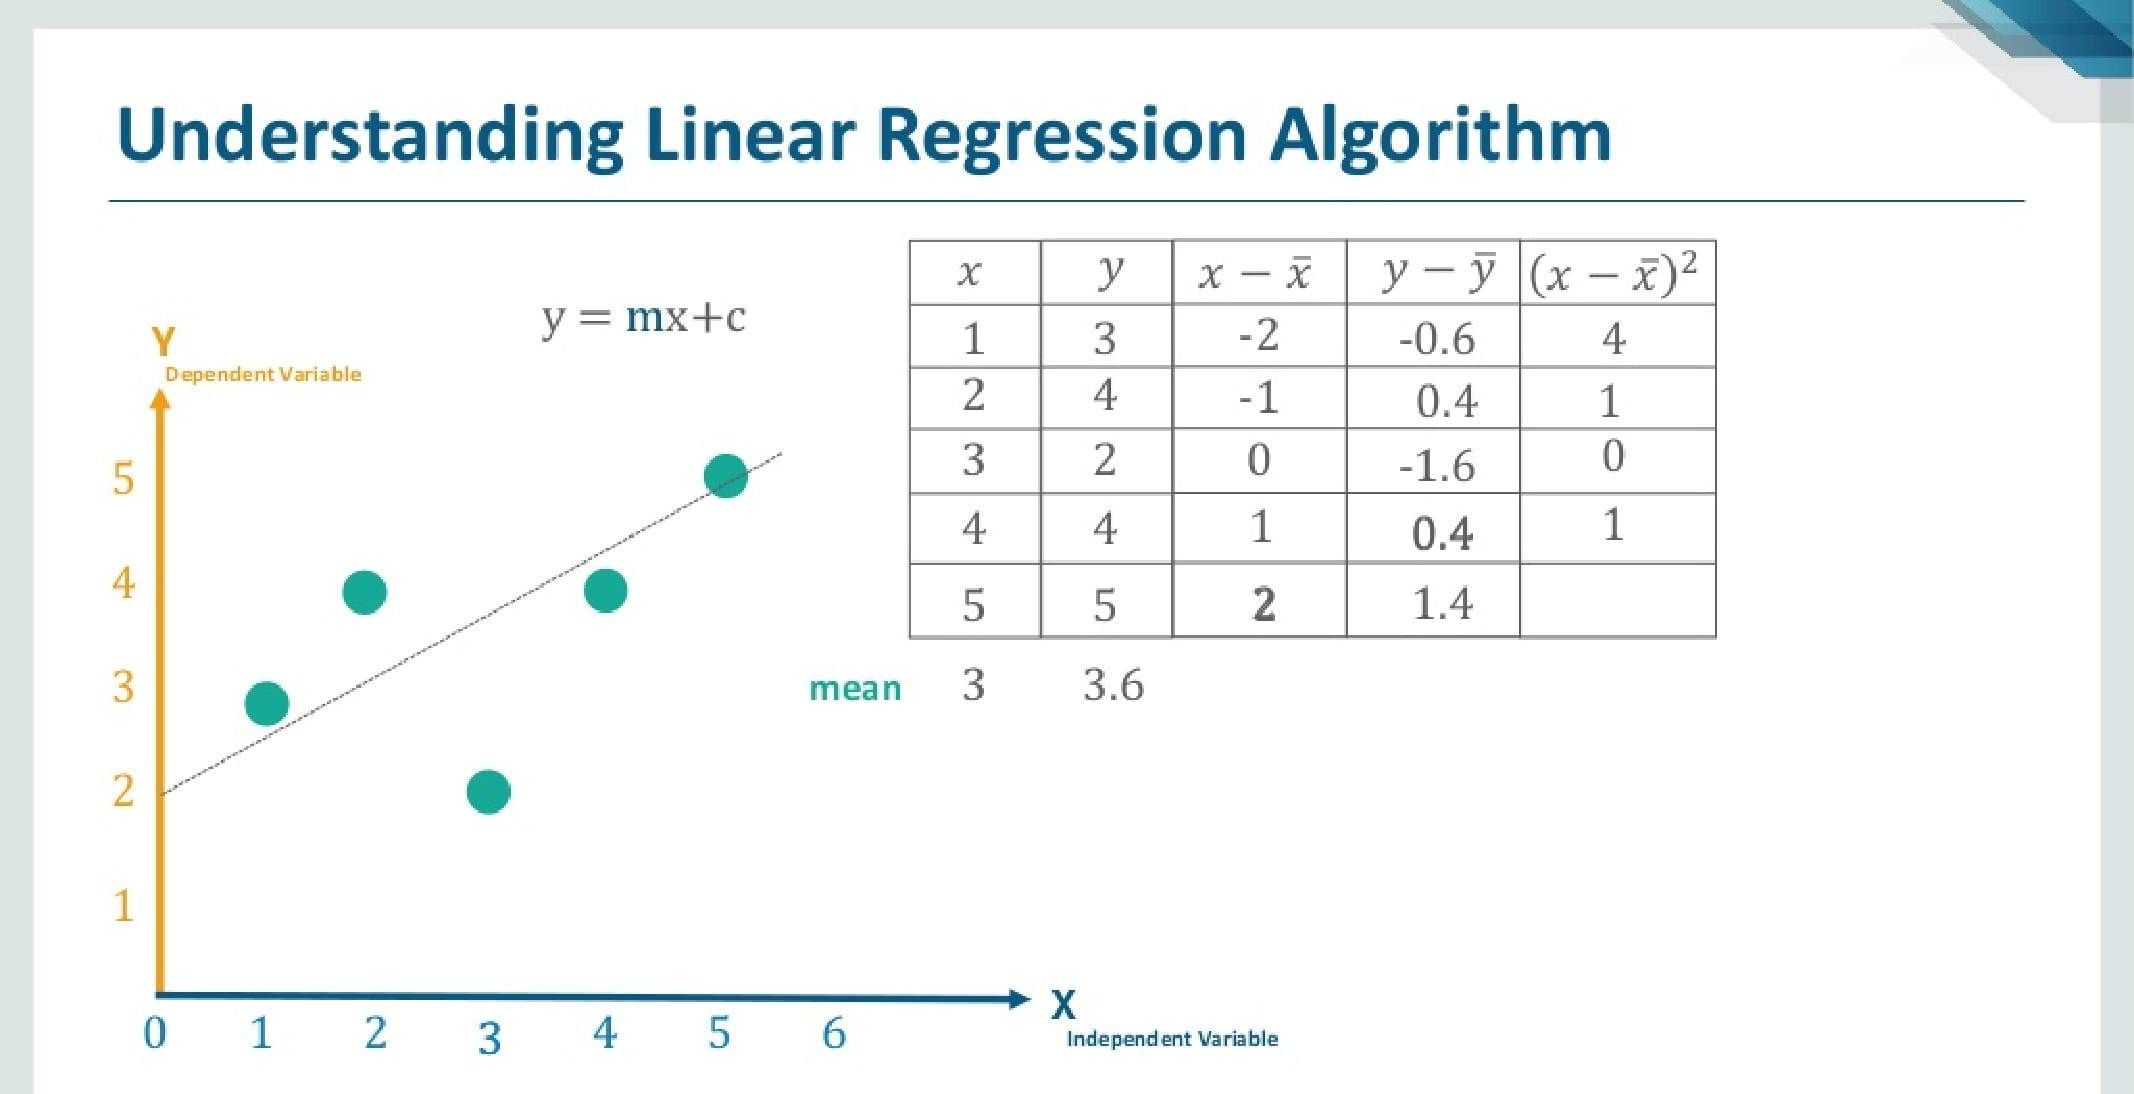 Understanding Linear Regression Algorithm
y = mx+c
Y
Dependent Variable
5
4
3
2
1
0 1 2 3 4 5 6
X
Independent Variable
x y x − x̄ y − ȳ (x − x̄)²
1 3 -2 -0.6 4
2 4 -1 0.4 1
3 2 0 -1.6 0
4 4 1 0.4 1
5 5 2 1.4
mean 3 3.6